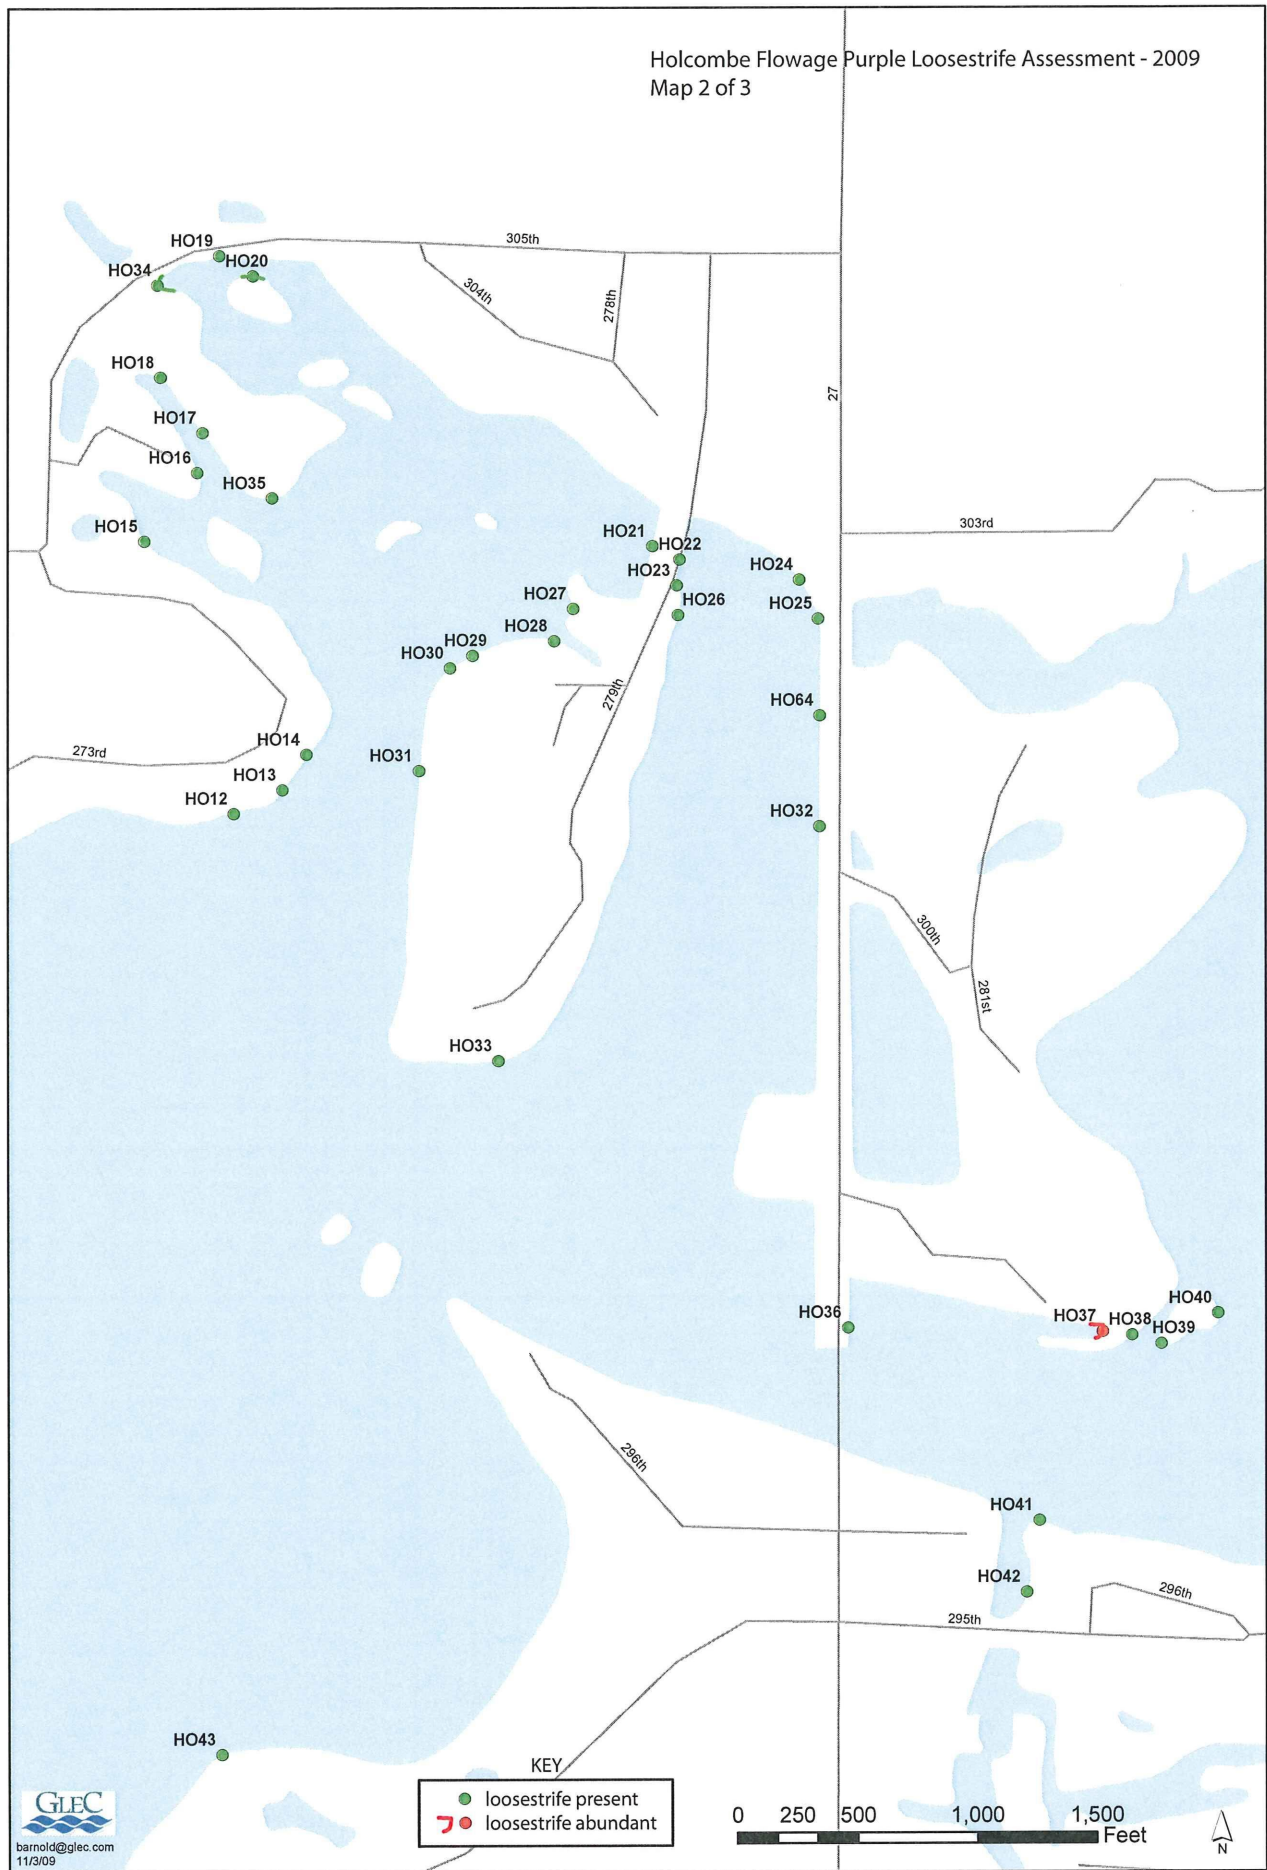 Holcombe Flowage Purple Loosestrife Assessment - 2009
Map 2 of 3
HO19
305th
HO20
HO34
304th
278th
HO18
27
HO17
HO16
HO35
303rd
HO15
HO21
HO22
HO24
HO23
HO26
HO25
HO27
HO28
HO29
HO30
279th
HO64
273rd
HO14
HO31
HO13
HO12
HO32
300th
281st
HO33
HO40
HO36
HO37
HO38
HO39
296th
HO41
HO42
296th
295th
HO43
KEY
loosestrife present
loosestrife abundant
GLEC
barnold@glec.com
11/3/09
0 250 500 1,000 1,500
Feet
N